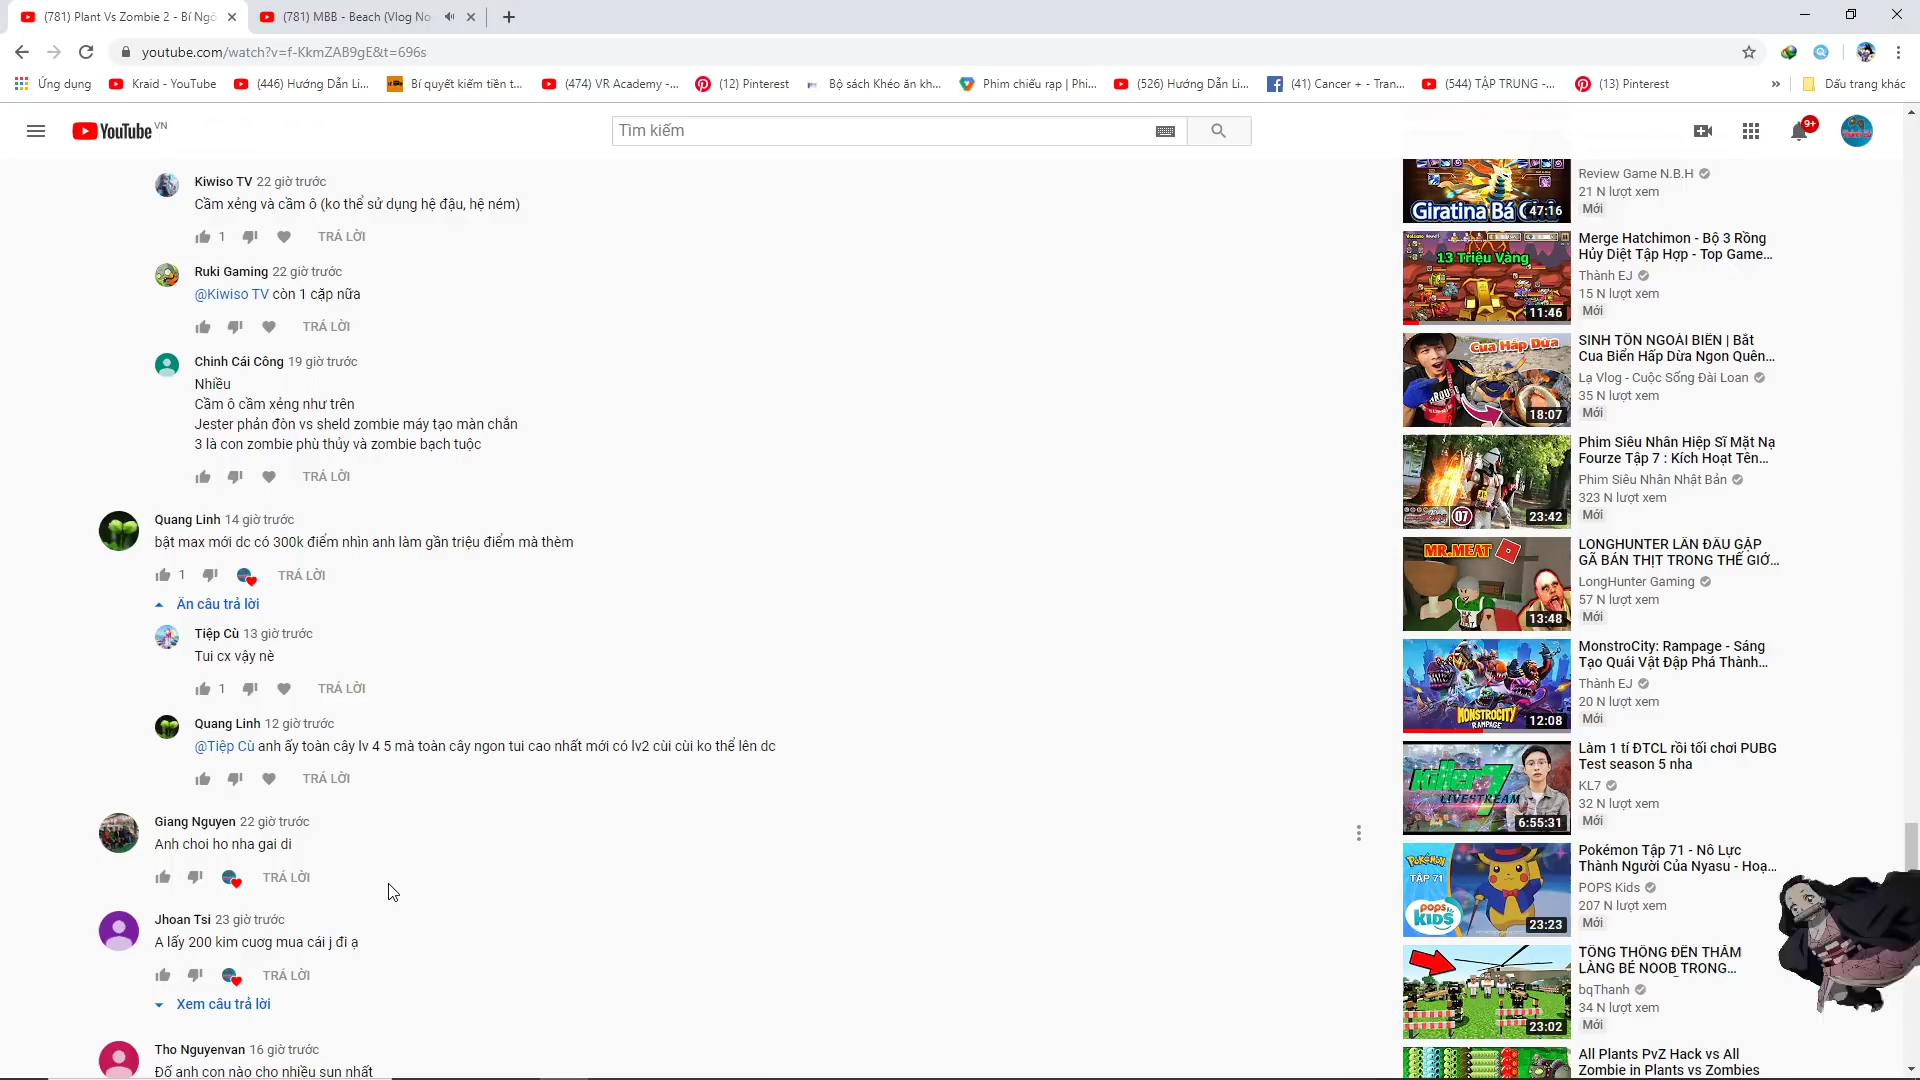 (781) Plant Vs Zombie 2 - Bí Ngô
(781) MBB - Beach (Vlog No
youtube.com/watch?v=f-KkmZAB9gE&t=696s
Ứng dụng
Kraid - YouTube
(446) Hướng Dẫn Li...
Bí quyết kiếm tiền t...
(474) VR Academy -...
(12) Pinterest
Bộ sách Khéo ăn kh...
Phim chiếu rạp | Phi...
(526) Hướng Dẫn Li...
(41) Cancer + - Tran...
(544) TẬP TRUNG -...
(13) Pinterest
»
Dấu trang khác
YouTube VN
Tìm kiếm
9+
Kiwiso TV 22 giờ trước
Cầm xẻng và cầm ô (ko thể sử dụng hệ đậu, hệ ném)
1
TRẢ LỜI
Ruki Gaming 22 giờ trước
@Kiwiso TV còn 1 cặp nữa
TRẢ LỜI
Chinh Cái Công 19 giờ trước
Nhiều
Cầm ô cầm xẻng như trên
Jester phản đòn vs sheld zombie máy tạo màn chắn
3 là con zombie phù thủy và zombie bạch tuộc
TRẢ LỜI
Quang Linh 14 giờ trước
bật max mới dc có 300k điểm nhìn anh làm gần triệu điểm mà thèm
1
TRẢ LỜI
Ẩn câu trả lời
Tiệp Cù 13 giờ trước
Tui cx vậy nè
1
TRẢ LỜI
Quang Linh 12 giờ trước
@Tiệp Cù anh ấy toàn cây lv 4 5 mà toàn cây ngon tui cao nhất mới có lv2 cùi cùi ko thể lên dc
TRẢ LỜI
Giang Nguyen 22 giờ trước
Anh choi ho nha gai di
TRẢ LỜI
Jhoan Tsi 23 giờ trước
A lấy 200 kim cuơg mua cái j đi ạ
TRẢ LỜI
Xem câu trả lời
Tho Nguyenvan 16 giờ trước
Đố anh con nào cho nhiều sun nhất
Giratina Bá C
47:16
Review Game N.B.H
21 N lượt xem
Mới
13 Triệu Vàng
11:46
Merge Hatchimon - Bộ 3 Rồng
Hủy Diệt Tập Hợp - Top Game...
Thành EJ
15 N lượt xem
Mới
Cua Hấp Dừa
18:07
SINH TỒN NGOÀI BIỂN | Bắt
Cua Biển Hấp Dừa Ngon Quên...
Lạ Vlog - Cuộc Sống Đài Loan
35 N lượt xem
Mới
07
23:42
Phim Siêu Nhân Hiệp Sĩ Mặt Nạ
Fourze Tập 7 : Kích Hoạt Tên...
Phim Siêu Nhân Nhật Bản
323 N lượt xem
Mới
MR.MEAT
13:48
LONGHUNTER LẦN ĐẦU GẶP
GÃ BÁN THỊT TRONG THẾ GIỚ...
LongHunter Gaming
57 N lượt xem
Mới
MONSTROCITY
RAMPAGE
12:08
MonstroCity: Rampage - Sáng
Tạo Quái Vật Đập Phá Thành...
Thành EJ
20 N lượt xem
Mới
Killer7
LIVESTREAM
6:55:31
Làm 1 tí ĐTCL rồi tối chơi PUBG
Test season 5 nha
KL7
32 N lượt xem
Mới
POKÉMON
TẬP 71
POPS
KIDS
23:23
Pokémon Tập 71 - Nỗ Lực
Thành Người Của Nyasu - Hoạ...
POPS Kids
207 N lượt xem
Mới
23:02
TỔNG THỐNG ĐẾN THĂM
LÀNG BÉ NOOB TRONG...
bqThanh
34 N lượt xem
Mới
All Plants PvZ Hack vs All
Zombie in Plants vs Zombies